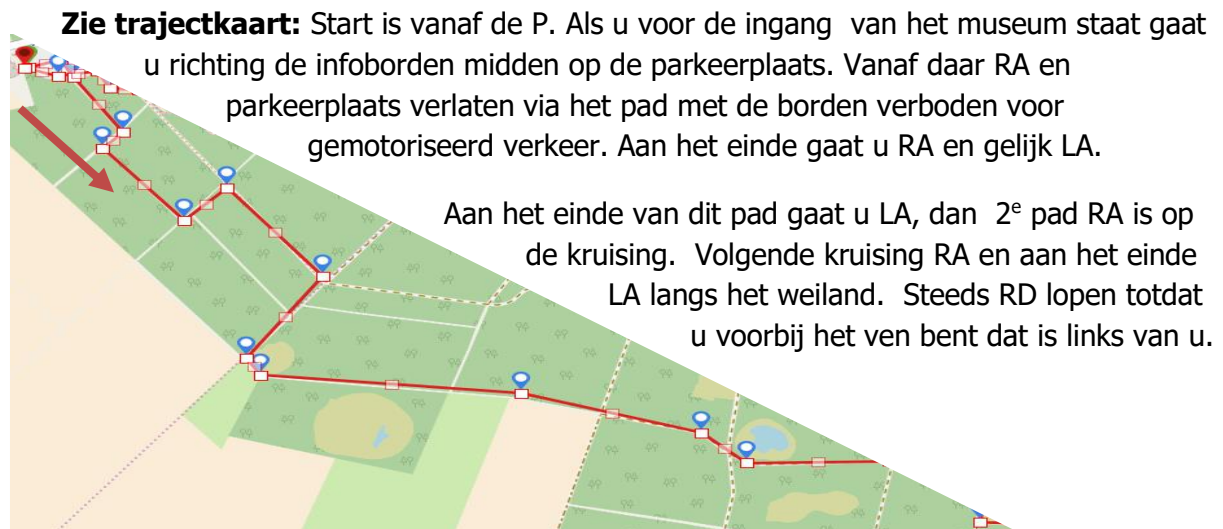 Zie trajectkaart: Start is vanaf de P. Als u voor de ingang van het museum staat gaat
u richting de infoborden midden op de parkeerplaats. Vanaf daar RA en
parkeerplaats verlaten via het pad met de borden verboden voor
gemotoriseerd verkeer. Aan het einde gaat u RA en gelijk LA.
Aan het einde van dit pad gaat u LA, dan 2e pad RA is op
de kruising. Volgende kruising RA en aan het einde
LA langs het weiland. Steeds RD lopen totdat
u voorbij het ven bent dat is links van u.